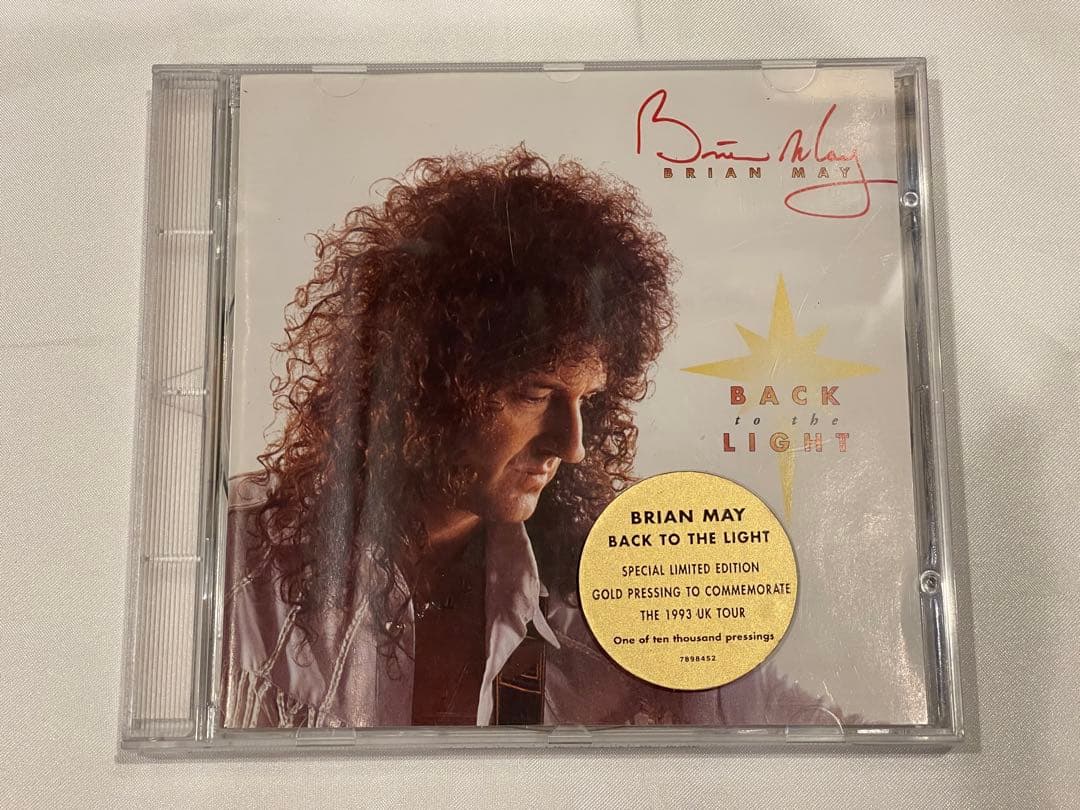 Brian May
BRIAN MAY
BACK
to the
LIGHT
BRIAN MAY
BACK TO THE LIGHT
SPECIAL LIMITED EDITION
GOLD PRESSING TO COMMEMORATE
THE 1993 UK TOUR
One of ten thousand pressings
7898452